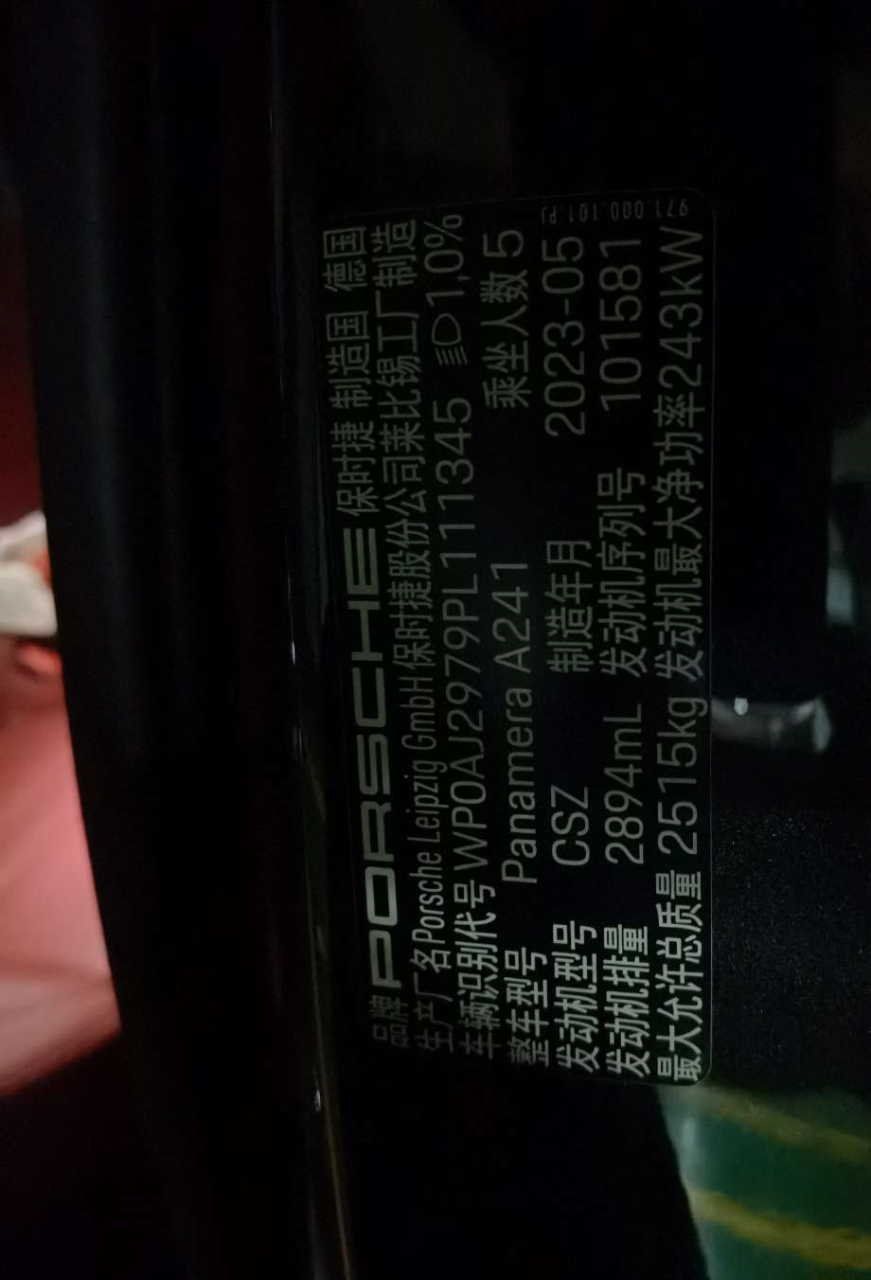 品牌 PORSCHE 保时捷 制造国 德国
生产厂名 Porsche Leipzig GmbH 保时捷股份公司莱比锡工厂制造
车辆识别代号 WP0AJ2979PL111345 1,0%
整车型号 Panamera A241 乘坐人数 5
发动机型号 CSZ 制造年月 2023-05
发动机排量 2894mL 发动机序列号 101581
最大允许总质量 2515kg 发动机最大净功率 243kW
971.000.101.PJ